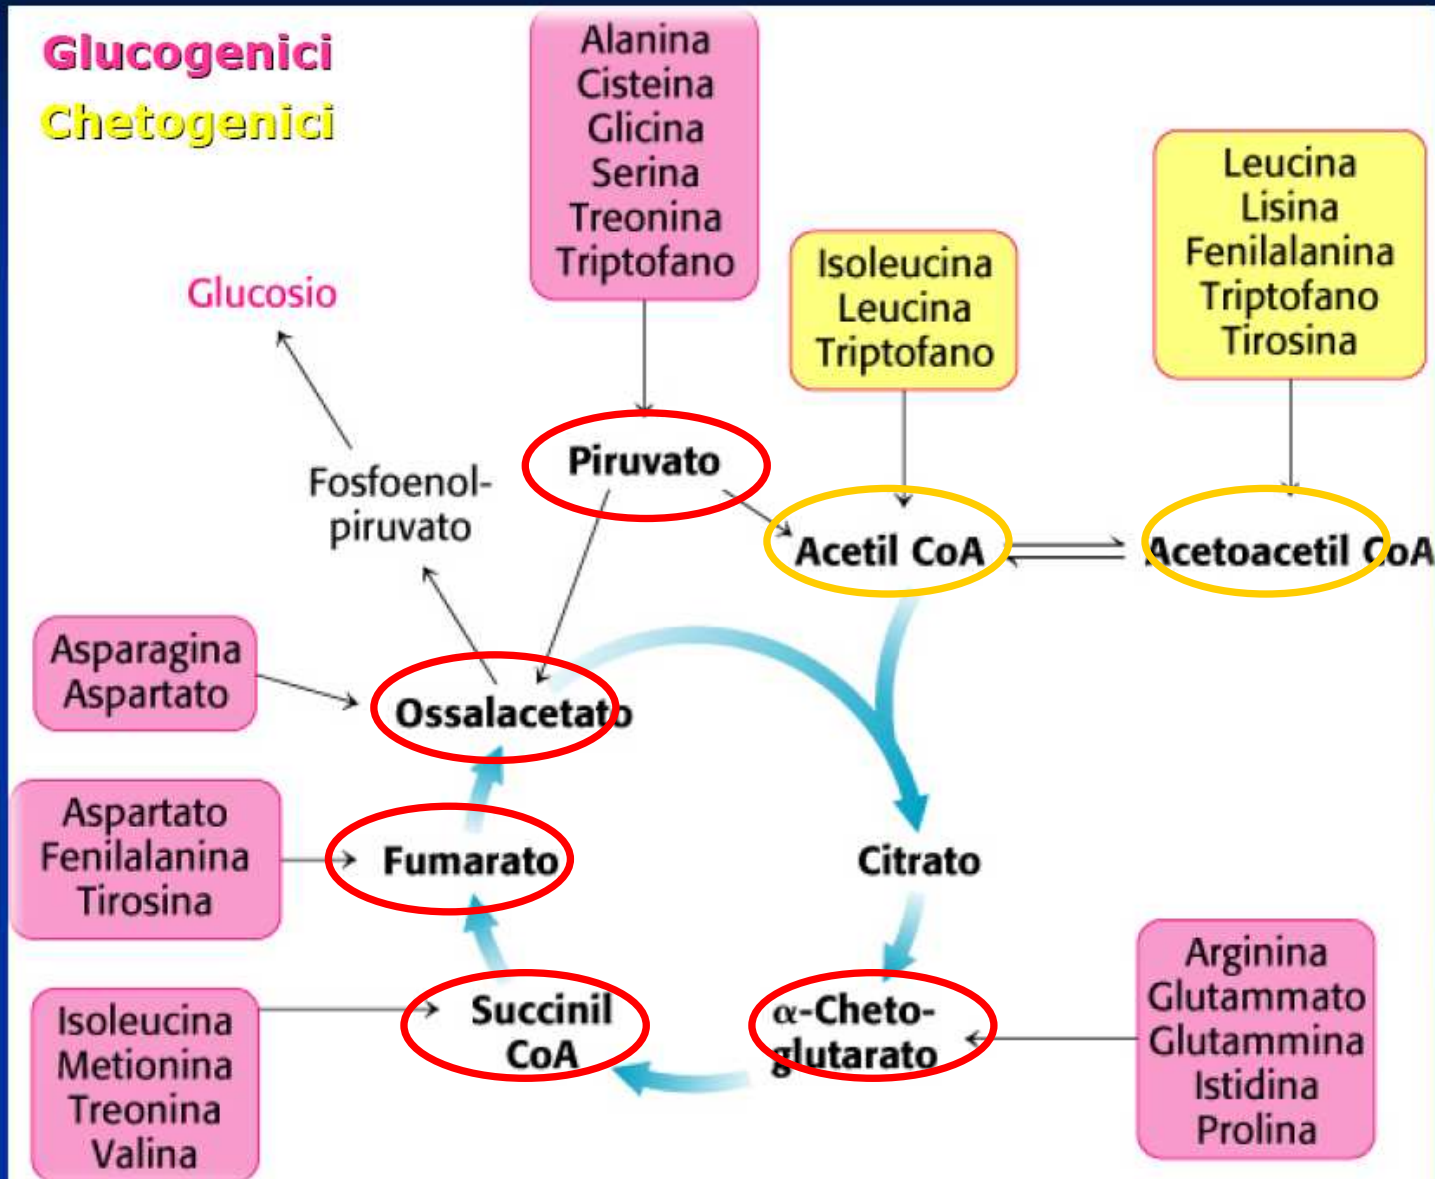 Glucogenici
Chetogenici
Alanina
Cisteina
Glicina
Serina
Treonina
Triptofano
Isoleucina
Leucina
Triptofano
Leucina
Lisina
Fenilalanina
Triptofano
Tirosina
Glucosio
Fosfoenol-
piruvato
Piruvato
Acetil CoA
Acetoacetil CoA
Asparagina
Aspartato
Ossalacetato
Aspartato
Fenilalanina
Tirosina
Fumarato
Citrato
Isoleucina
Metionina
Treonina
Valina
Succinil
CoA
α-Cheto-
glutarato
Arginina
Glutammato
Glutammina
Istidina
Prolina